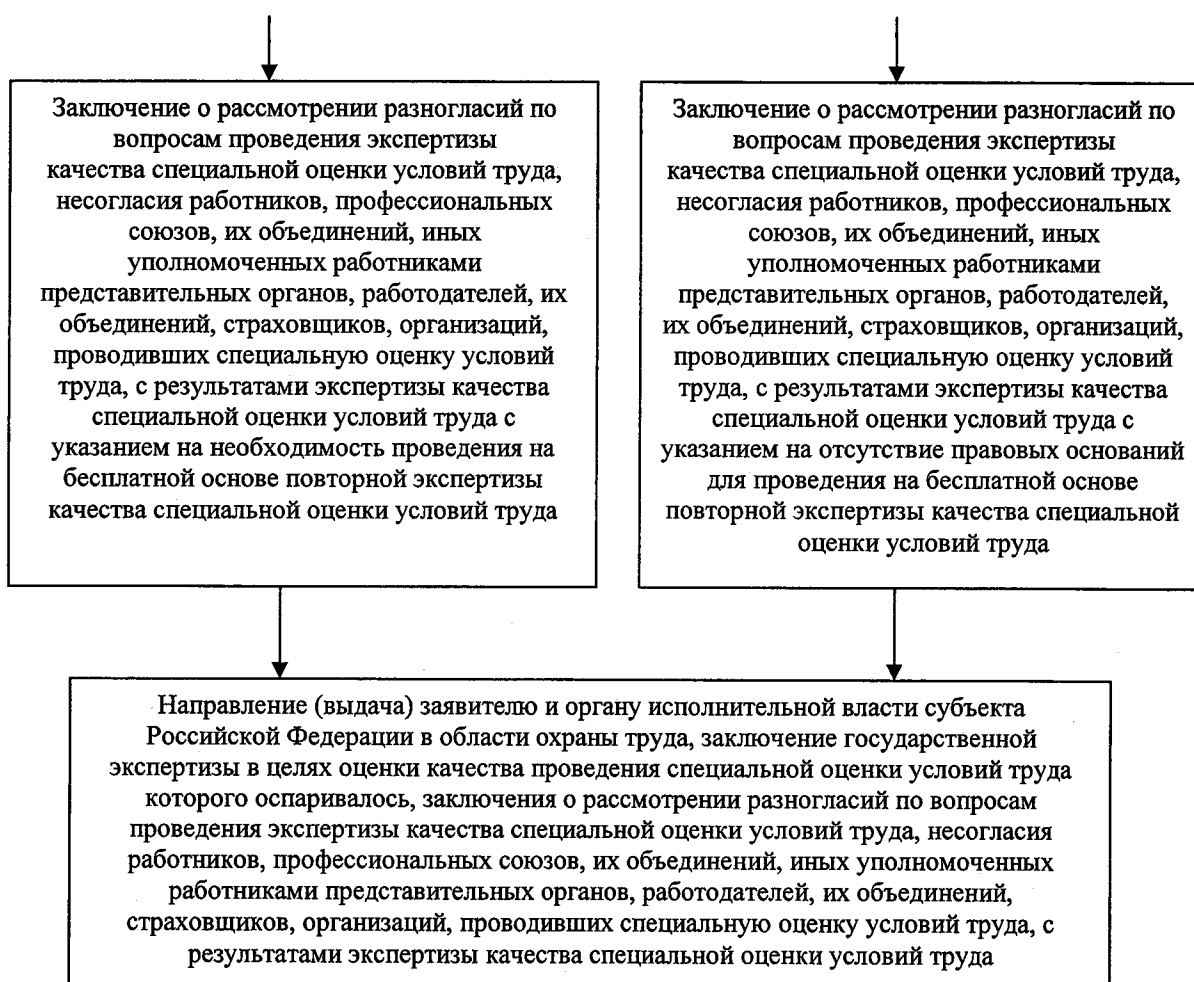 Заключение о рассмотрении разногласий по
вопросам проведения экспертизы
качества специальной оценки условий труда,
несогласия работников, профессиональных
союзов, их объединений, иных
уполномоченных работниками
представительных органов, работодателей, их
объединений, страховщиков, организаций,
проводивших специальную оценку условий
труда, с результатами экспертизы качества
специальной оценки условий труда с
указанием на необходимость проведения на
бесплатной основе повторной экспертизы
качества специальной оценки условий труда
Заключение о рассмотрении разногласий по
вопросам проведения экспертизы
качества специальной оценки условий труда,
несогласия работников, профессиональных
союзов, их объединений, иных
уполномоченных работниками
представительных органов, работодателей,
их объединений, страховщиков, организаций,
проводивших специальную оценку условий
труда, с результатами экспертизы качества
специальной оценки условий труда с
указанием на отсутствие правовых оснований
для проведения на бесплатной основе
повторной экспертизы качества специальной
оценки условий труда
Направление (выдача) заявителю и органу исполнительной власти субъекта
Российской Федерации в области охраны труда, заключение государственной
экспертизы в целях оценки качества проведения специальной оценки условий труда
которого оспаривалось, заключения о рассмотрении разногласий по вопросам
проведения экспертизы качества специальной оценки условий труда, несогласия
работников, профессиональных союзов, их объединений, иных уполномоченных
работниками представительных органов, работодателей, их объединений,
страховщиков, организаций, проводивших специальную оценку условий труда, с
результатами экспертизы качества специальной оценки условий труда